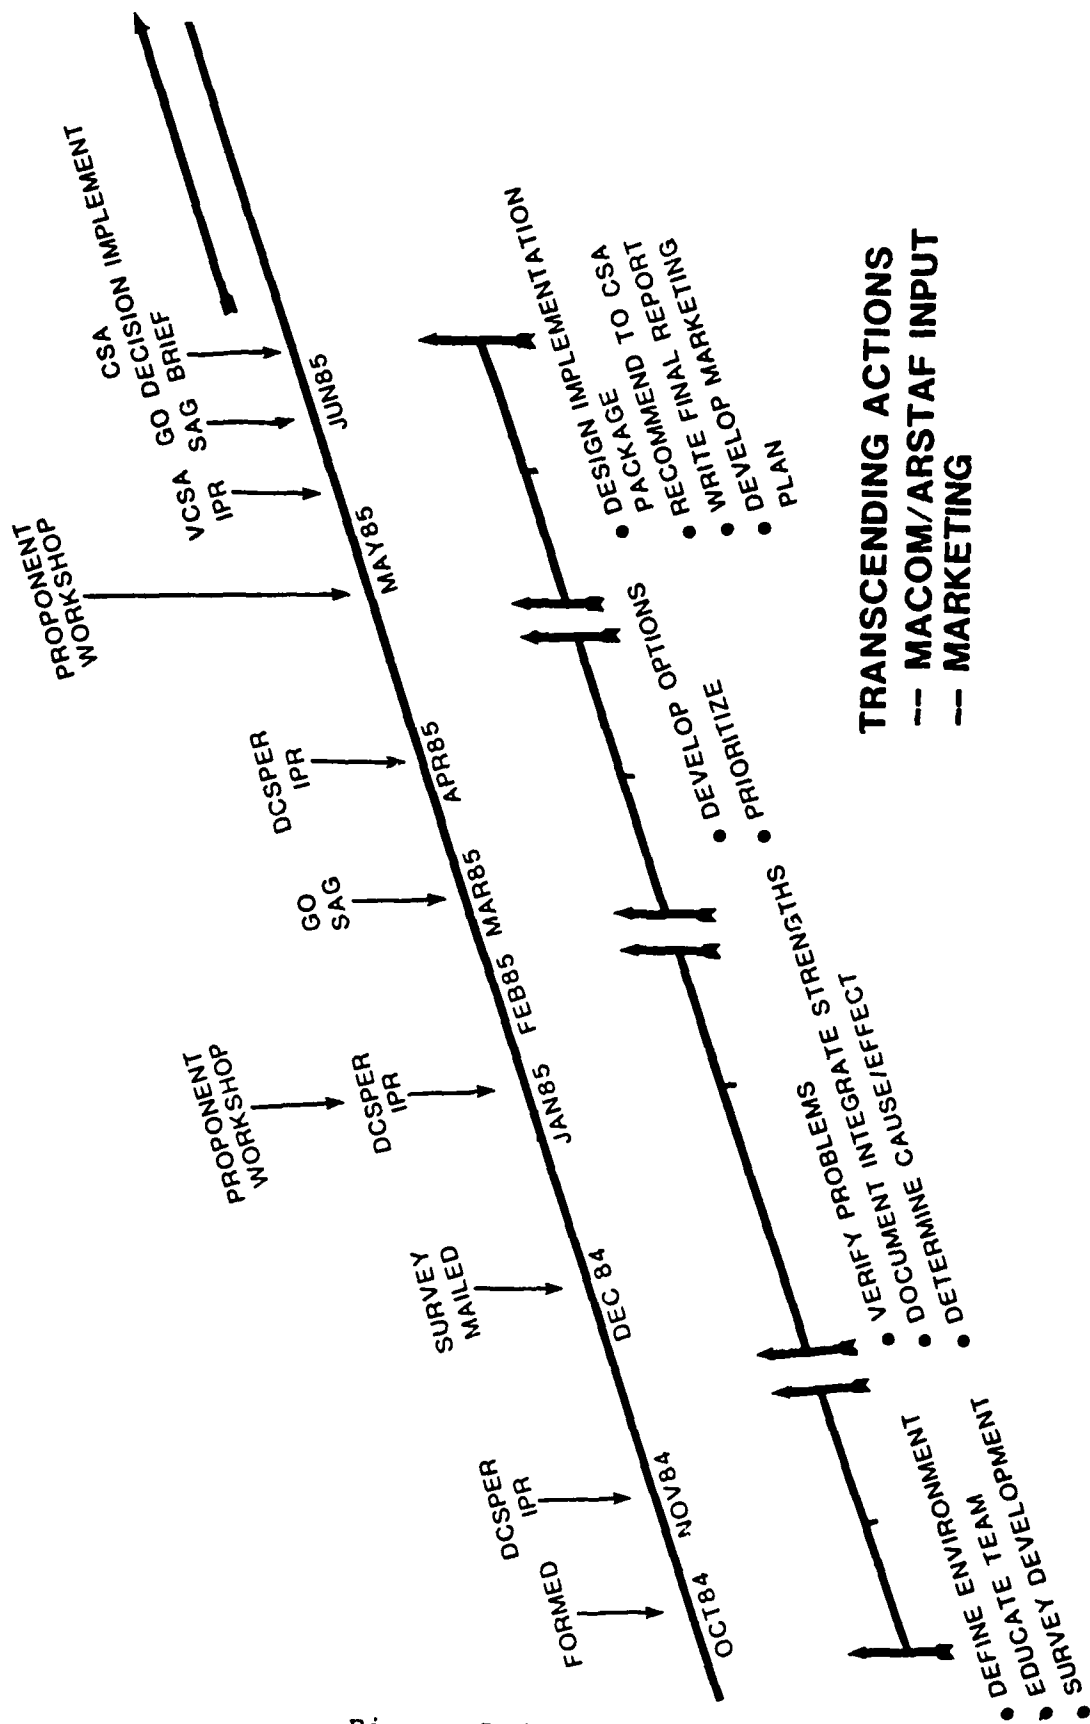 FORMED
DCSPER
IPR
SURVEY
MAILED
PROPONENT
WORKSHOP
DCSPER
IPR
GO
SAG
DCSPER
IPR
PROPONENT
WORKSHOP
VCSA
IPR
GO
SAG
CSA
DECISION IMPLEMENT
BRIEF
OCT84
NOV84
DEC 84
JAN85
FEB85
MAR85
APR85
MAY85
JUN85
• DEFINE ENVIRONMENT
• EDUCATE TEAM
• SURVEY DEVELOPMENT
• VERIFY PROBLEMS
• DOCUMENT INTEGRATE STRENGTHS
• DETERMINE CAUSE/EFFECT
• DEVELOP OPTIONS
• PRIORITIZE
• DESIGN IMPLEMENTATION
PACKAGE
• RECOMMEND TO CSA
• WRITE FINAL REPORT
• DEVELOP MARKETING
PLAN
TRANSCENDING ACTIONS
-- MACOM/ARSTAF INPUT
-- MARKETING